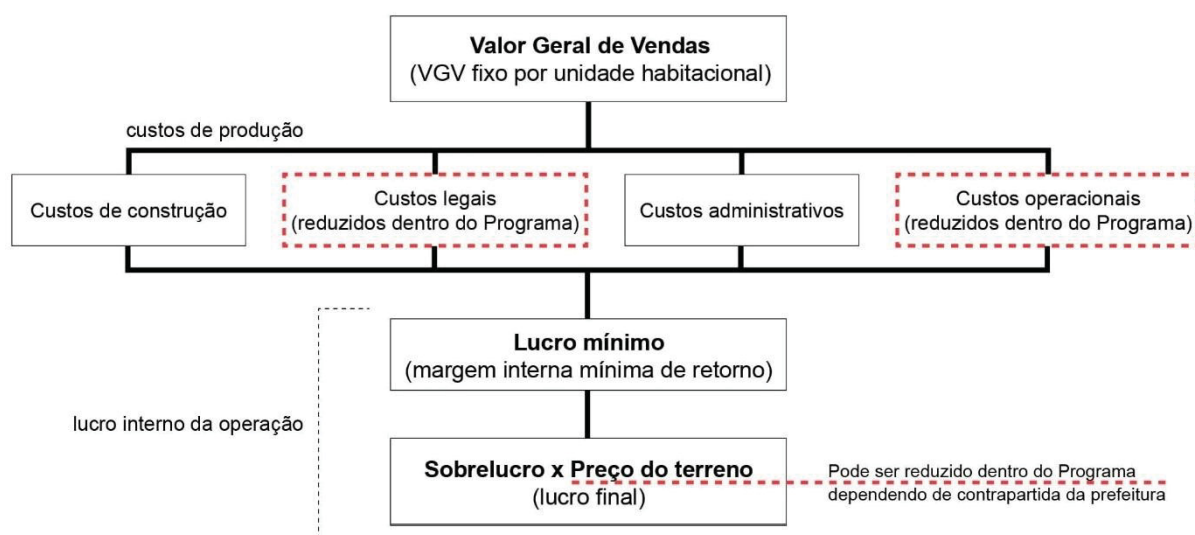 Valor Geral de Vendas
(VGV fixo por unidade habitacional)
custos de produção
Custos de construção
Custos legais
(reduzidos dentro do Programa)
Custos administrativos
Custos operacionais
(reduzidos dentro do Programa)
Lucro mínimo
(margem interna mínima de retorno)
lucro interno da operação
Sobrelucro x Preço do terreno
(lucro final)
Pode ser reduzido dentro do Programa
dependendo de contrapartida da prefeitura